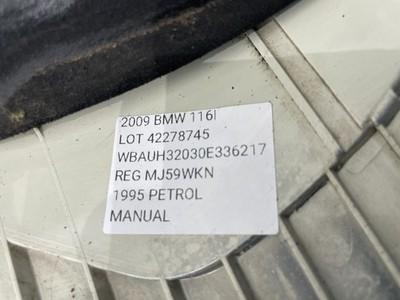 2009 BMW 116I
LOT 42278745
WBAUH32030E336217
REG MJ59WKN
1995 PETROL
MANUAL